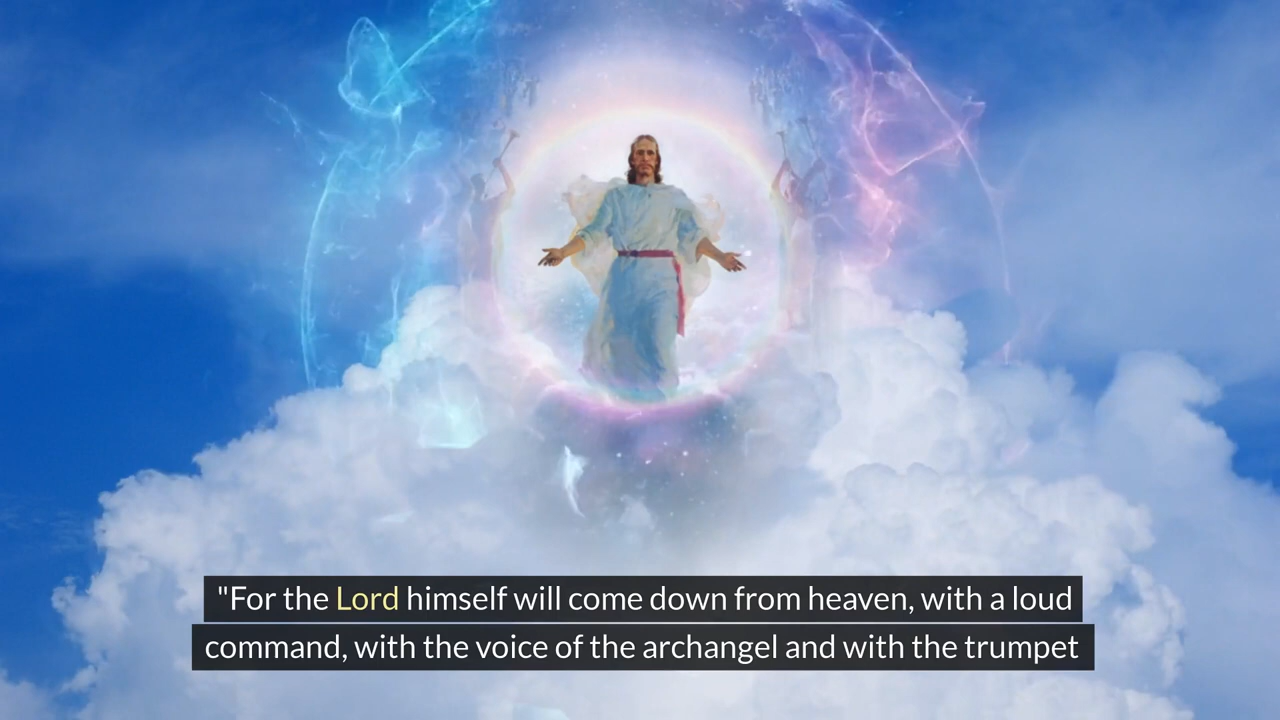 "For the Lord himself will come down from heaven, with a loud
command, with the voice of the archangel and with the trumpet